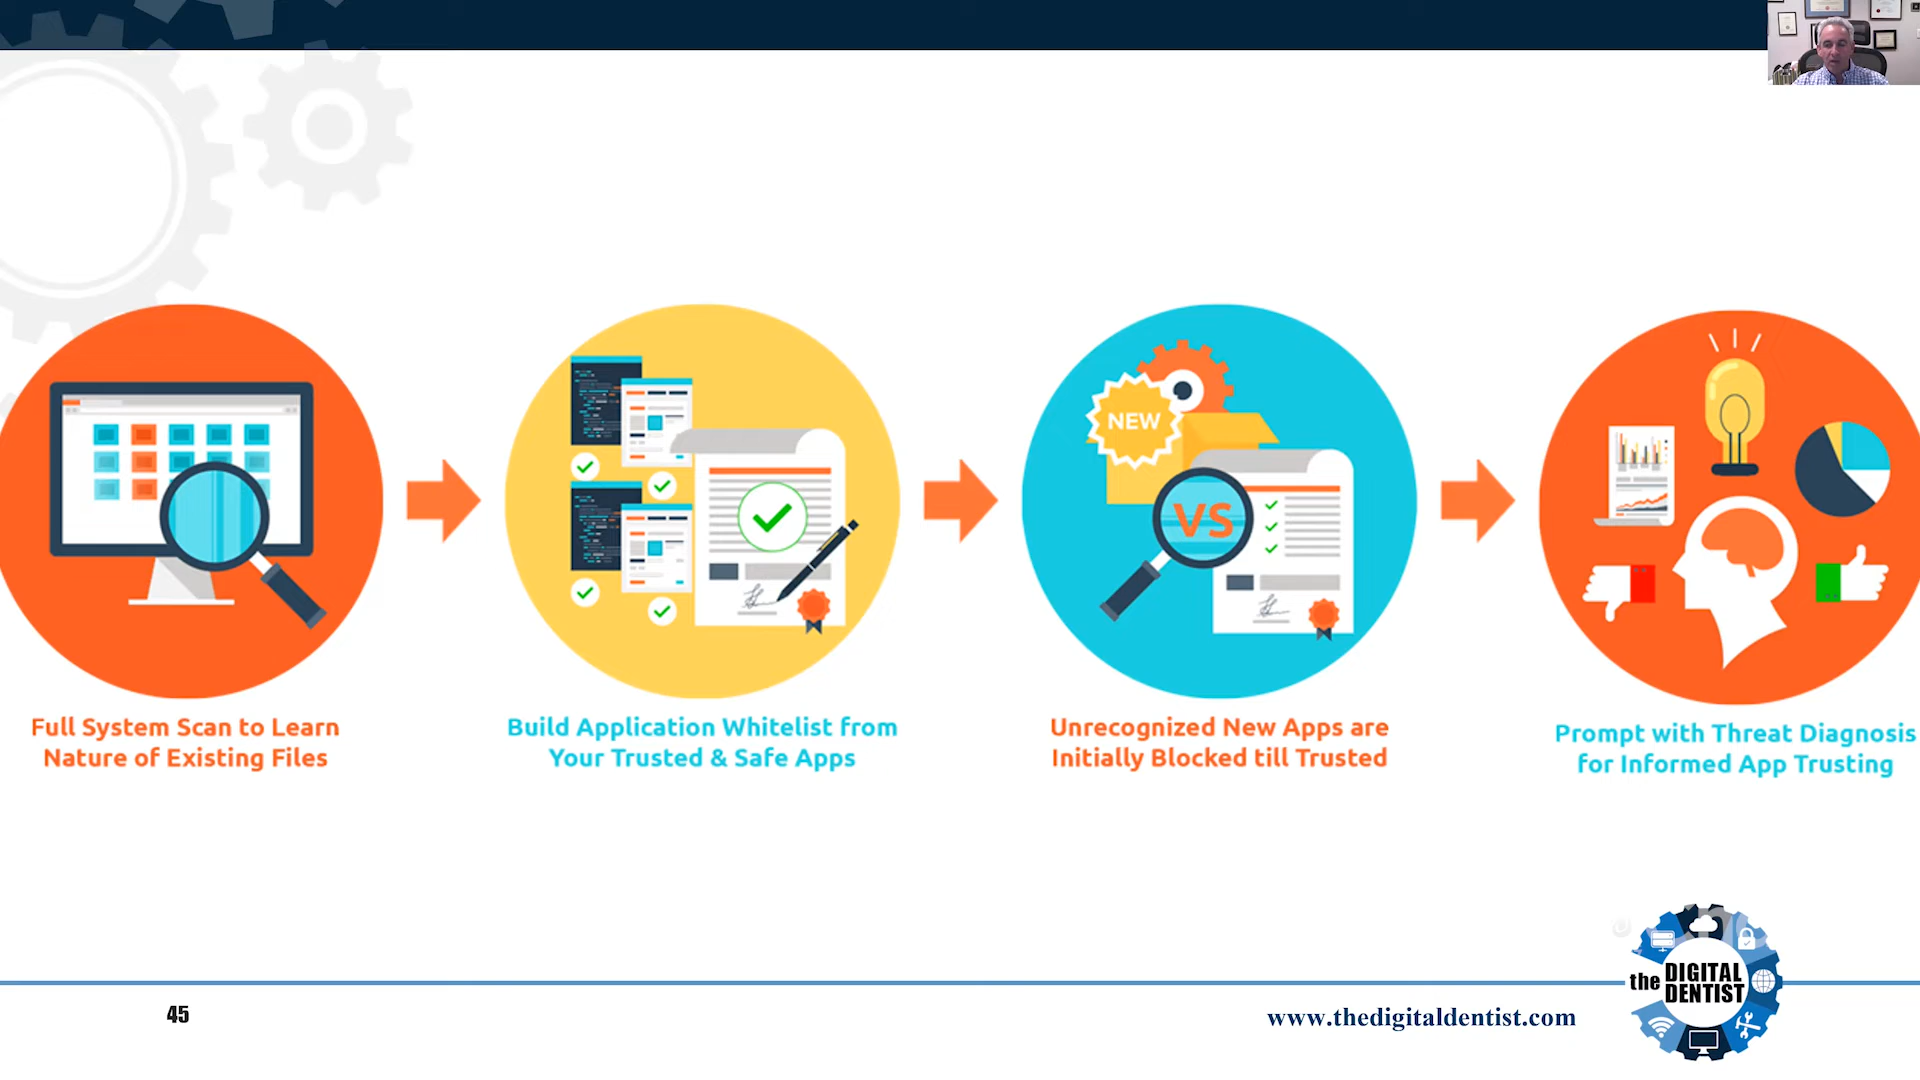 NEW
VS
Full System Scan to Learn
Nature of Existing Files
Build Application Whitelist from
Your Trusted & Safe Apps
Unrecognized New Apps are
Initially Blocked till Trusted
Prompt with Threat Diagnosis
for Informed App Trusting
45
www.thedigitaldentist.com
the DIGITAL
DENTIST